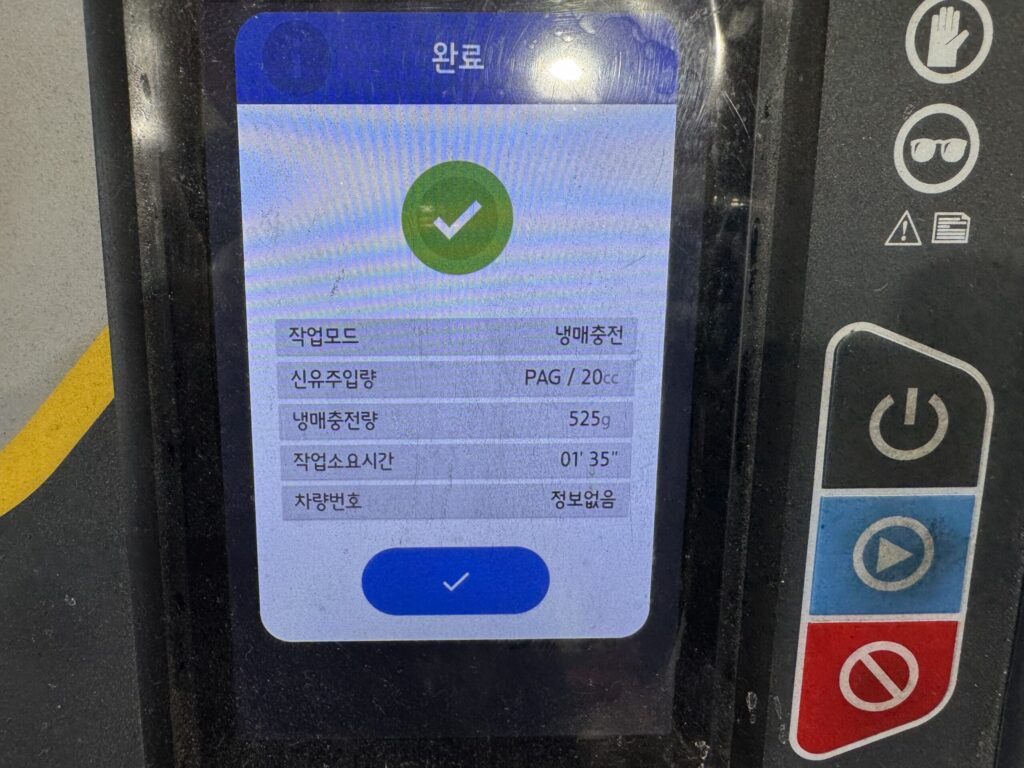 완료
작업모드 냉매충전
신유주입량 PAG / 20cc
냉매충전량 525g
작업소요시간 01' 35"
차량번호 정보없음